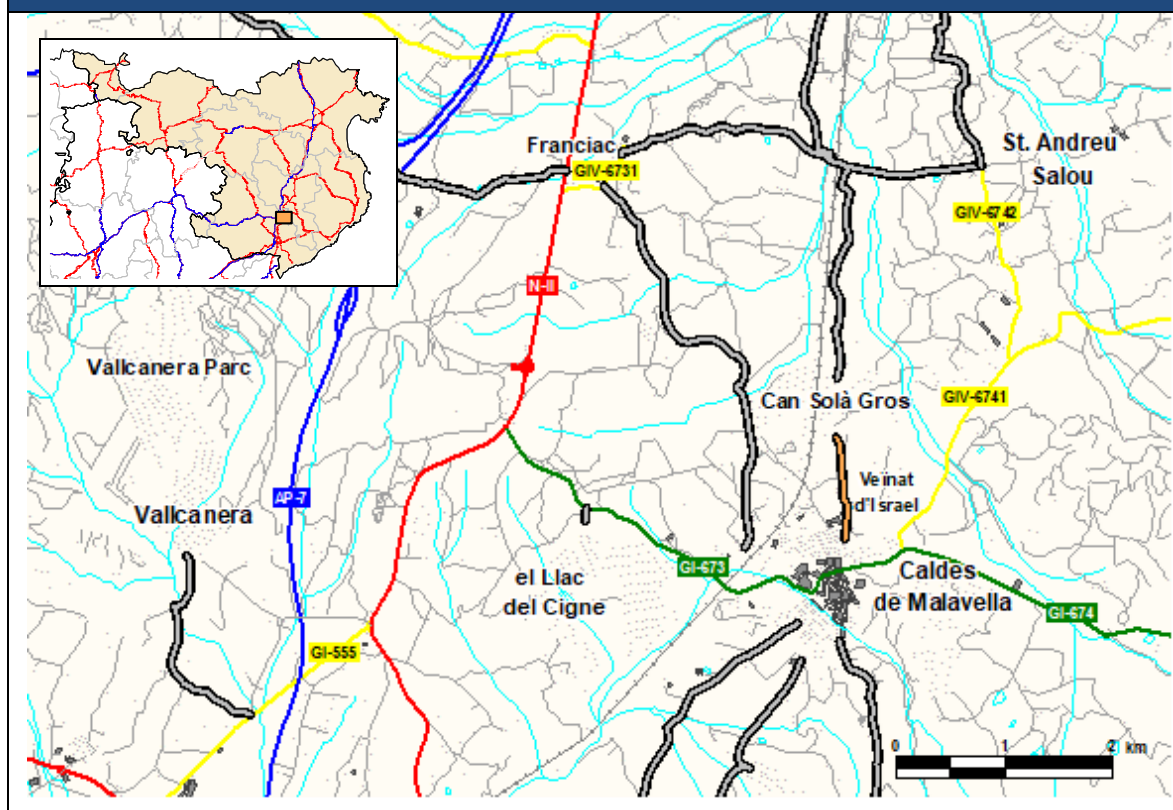 Franciac
GIV-6731
St. Andreu
Salou
GIV-6742
N-II
Vallcanera Parc
Can Solà Gros
GIV-6741
Veïnat
d'Israel
AP-7
Vallcanera
GI-673
el Llac
del Cigne
Caldes
de Malavella
GI-674
GI-555
0 1 2 km